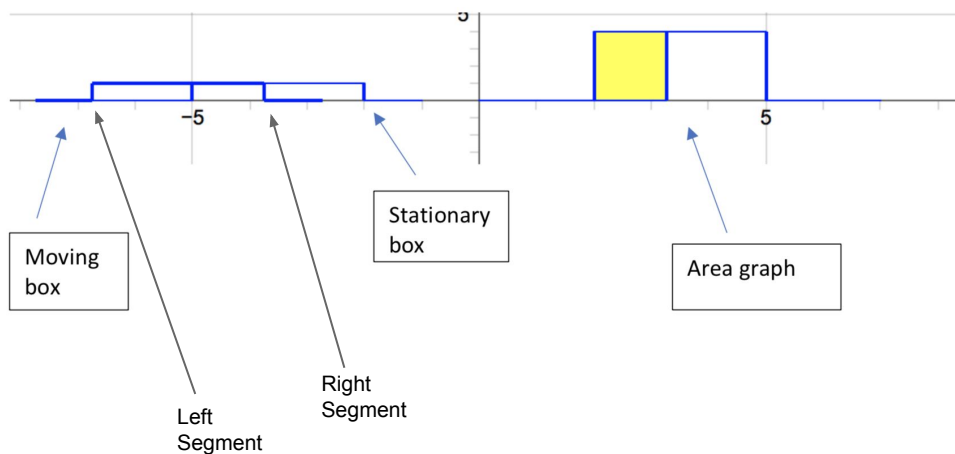 5
−5
5
Moving
box
Stationary
box
Area graph
Left
Segment
Right
Segment